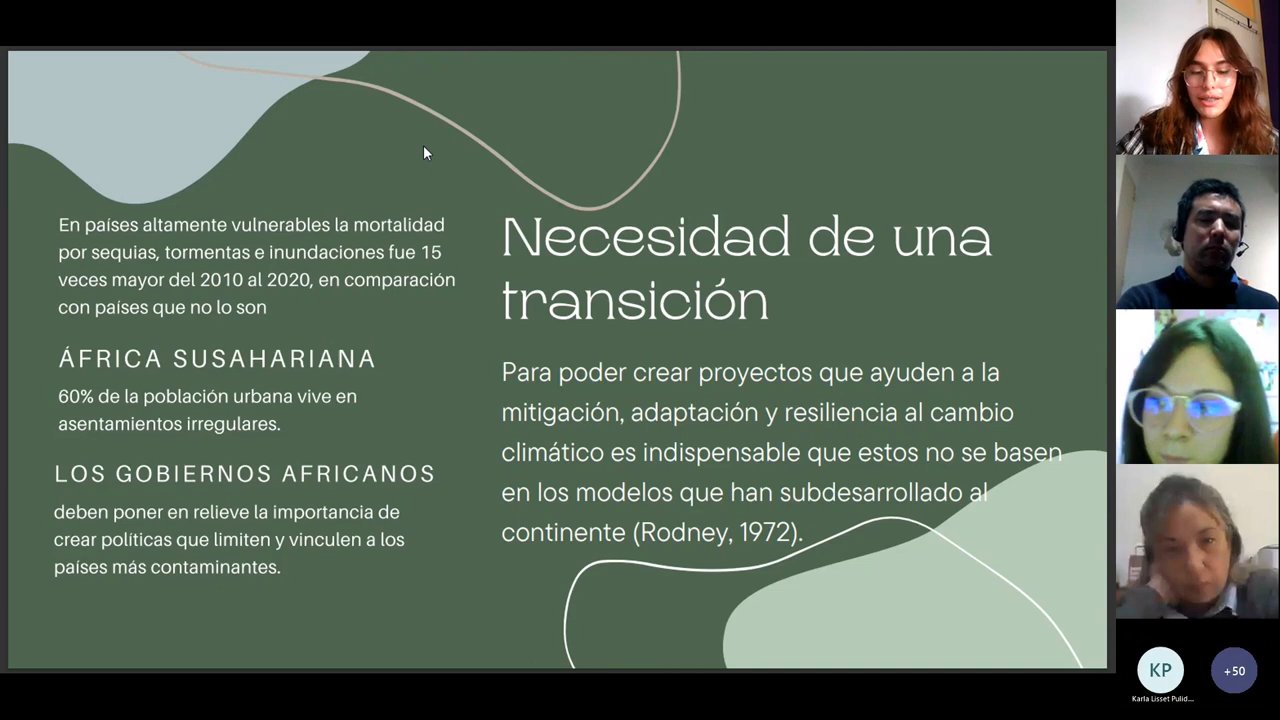 En países altamente vulnerables la mortalidad
por sequias, tormentas e inundaciones fue 15
veces mayor del 2010 al 2020, en comparación
con países que no lo son
ÁFRICA SUSAHARIANA
60% de la población urbana vive en
asentamientos irregulares.
LOS GOBIERNOS AFRICANOS
deben poner en relieve la importancia de
crear políticas que limiten y vinculen a los
países más contaminantes.
Necesidad de una
transición
Para poder crear proyectos que ayuden a la
mitigación, adaptación y resiliencia al cambio
climático es indispensable que estos no se basen
en los modelos que han subdesarrollado al
continente (Rodney, 1972).
KP
+50
Karla Lisset Pulid...